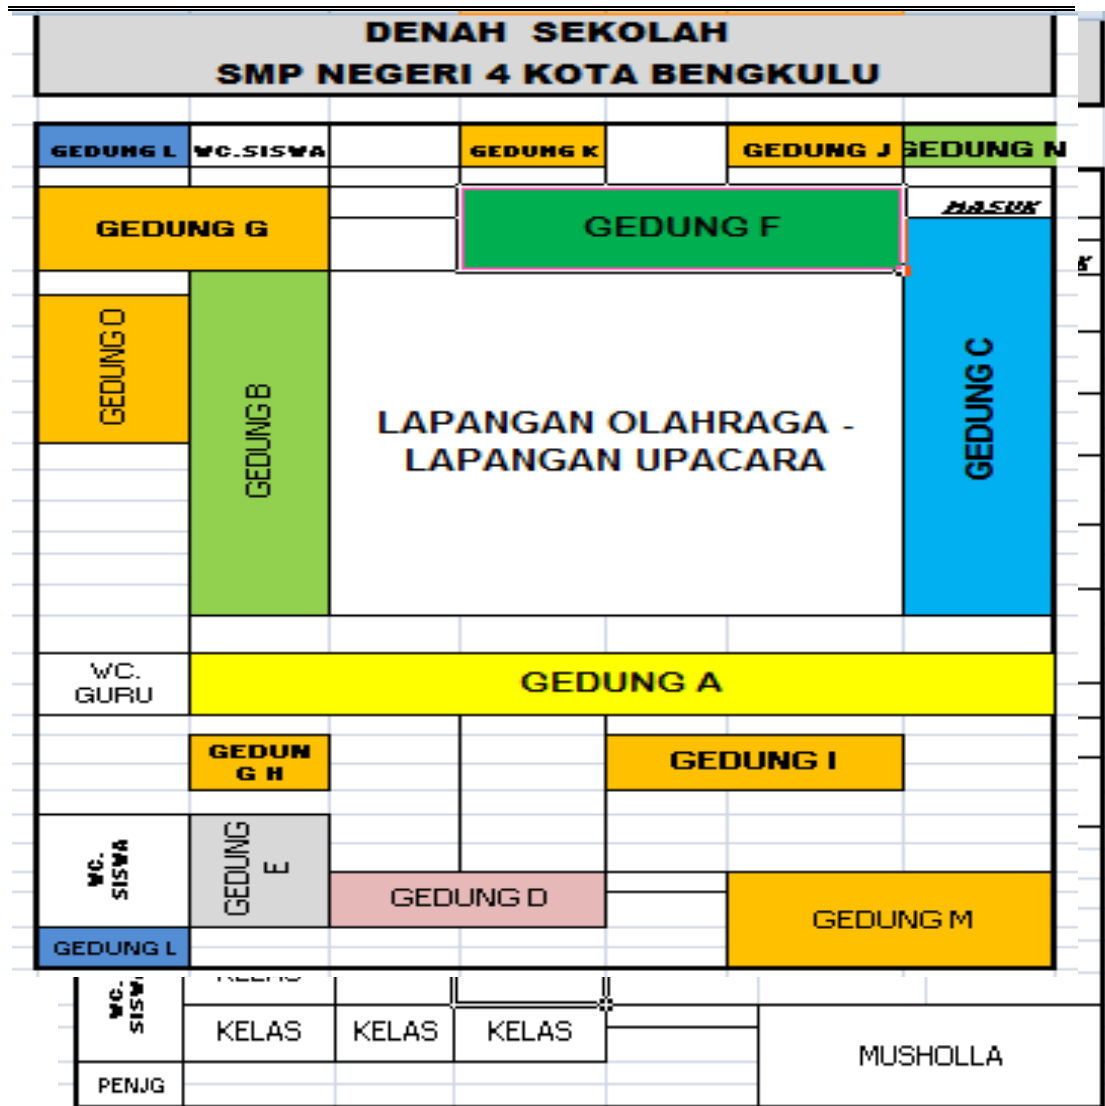 DENAH SEKOLAH
SMP NEGERI 4 KOTA BENGKULU
GEDUNG L
WC.SISWA
GEDUNG K
GEDUNG J
GEDUNG N
MASUK
GEDUNG G
GEDUNG F
GEDUNG O
GEDUNG B
LAPANGAN OLAHRAGA -
LAPANGAN UPACARA
GEDUNG C
WC.
GURU
GEDUNG A
GEDUN
G H
GEDUNG I
WC.
SISWA
GEDUNG
E
GEDUNG D
GEDUNG M
GEDUNG L
WC.
SISWA
KELAS
KELAS
KELAS
MUSHOLLA
PENJG